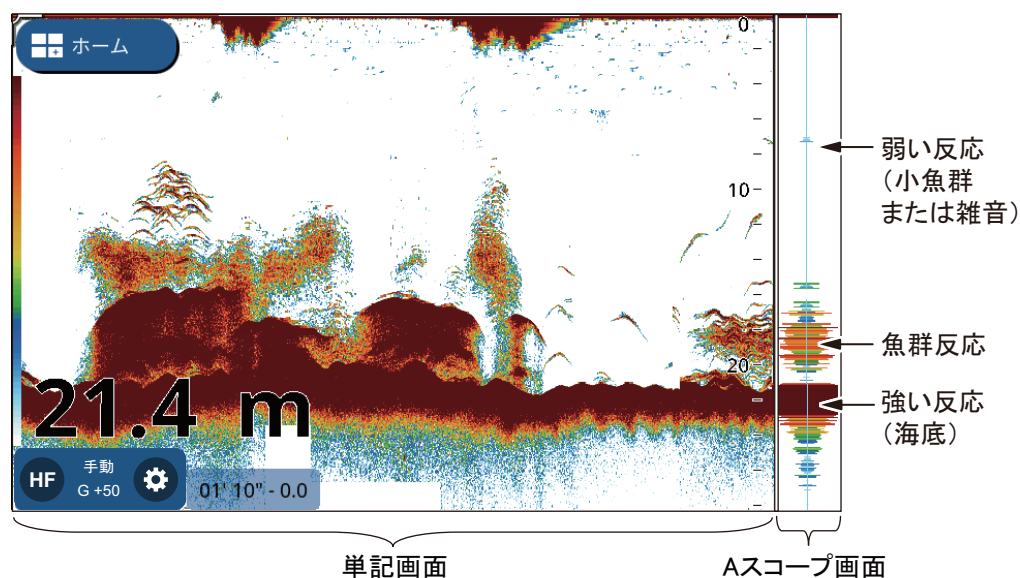 ホーム
0
10
20
21.4 m
HF
手動
G +50
01' 10" - 0.0
弱い反応
（小魚群
または雑音）
魚群反応
強い反応
（海底）
単記画面
Aスコープ画面